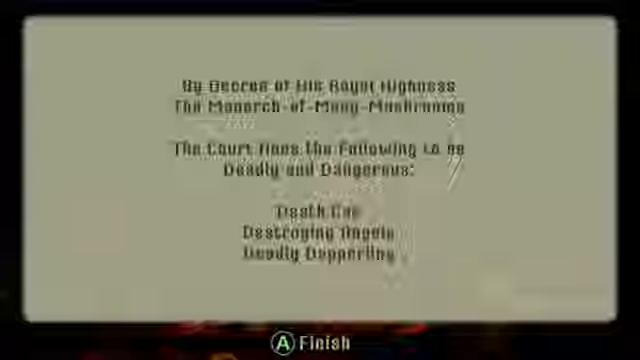 By Decree of His Royal Highness
The Monarch-of-Many-Mushrooms
The Court finds the Following to be
Deadly and Dangerous:
Death Cap
Destroying Angels
Deadly Dapperling
A Finish